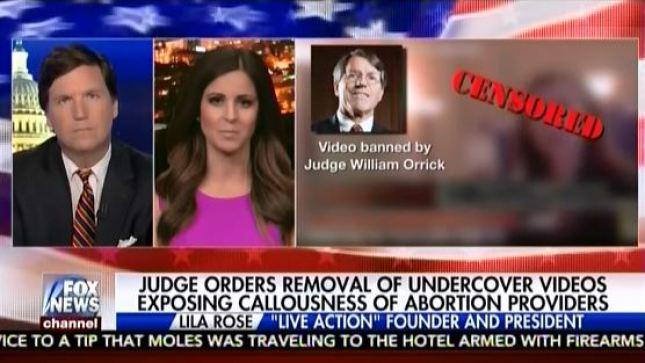 CENSORED
Video banned by
Judge William Orrick
FOX
NEWS
channel
JUDGE ORDERS REMOVAL OF UNDERCOVER VIDEOS
EXPOSING CALLOUSNESS OF ABORTION PROVIDERS
LILA ROSE "LIVE ACTION" FOUNDER AND PRESIDENT
ICE TO A TIP THAT MOLES WAS TRAVELING TO THE HOTEL ARMED WITH FIREARMS